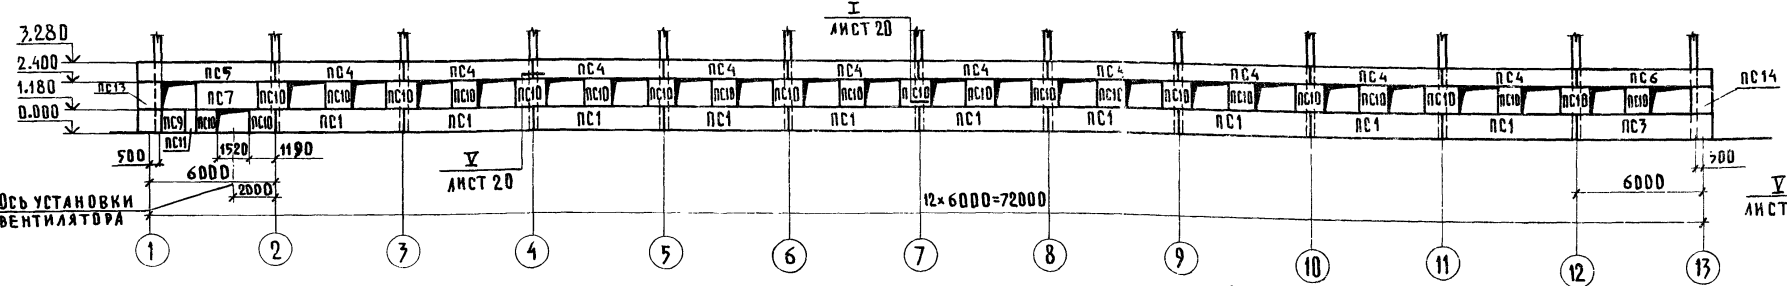 I
ЛИСТ 20
3.280
2.400
1.180
0.000
ПС13
ПС5 ПС4 ПС4 ПС4 ПС4 ПС4 ПС4 ПС4 ПС4 ПС4 ПС6
ПС14
ПС7 ПС10 ПС10 ПС10 ПС10 ПС10 ПС10 ПС10 ПС10 ПС10 ПС10 ПС10 ПС10 ПС10 ПС10 ПС10 ПС10 ПС10 ПС10 ПС10 ПС10 ПС10 ПС10
ПС9 ПС10 ПС10 ПС1 ПС1 ПС1 ПС1 ПС1 ПС1 ПС1 ПС1 ПС1 ПС1 ПС3
ПС11
500 1520 1190
V
ЛИСТ 20
6000
2000
6000
V
ЛИСТ
ОСЬ УСТАНОВКИ
ВЕНТИЛЯТОРА
12×6000=72000
1 2 3 4 5 6 7 8 9 10 11 12 13